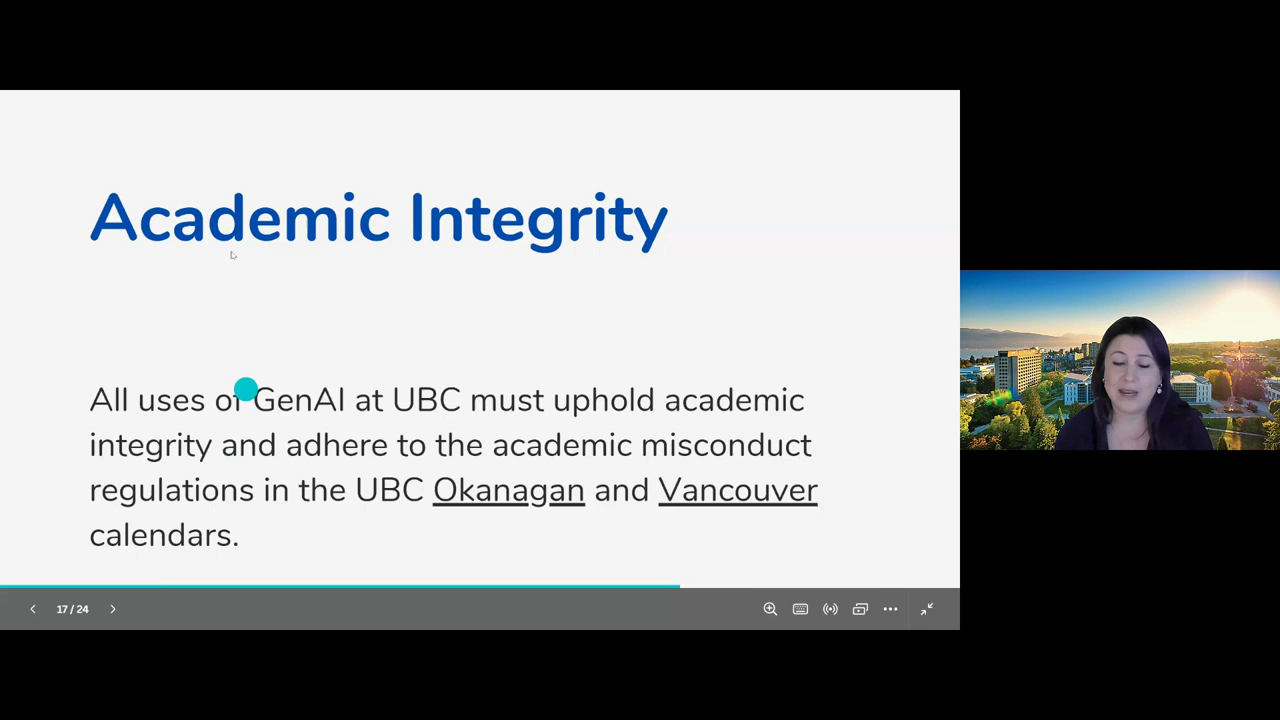 Academic Integrity
All uses of GenAI at UBC must uphold academic
integrity and adhere to the academic misconduct
regulations in the UBC Okanagan and Vancouver
calendars.
17 / 24